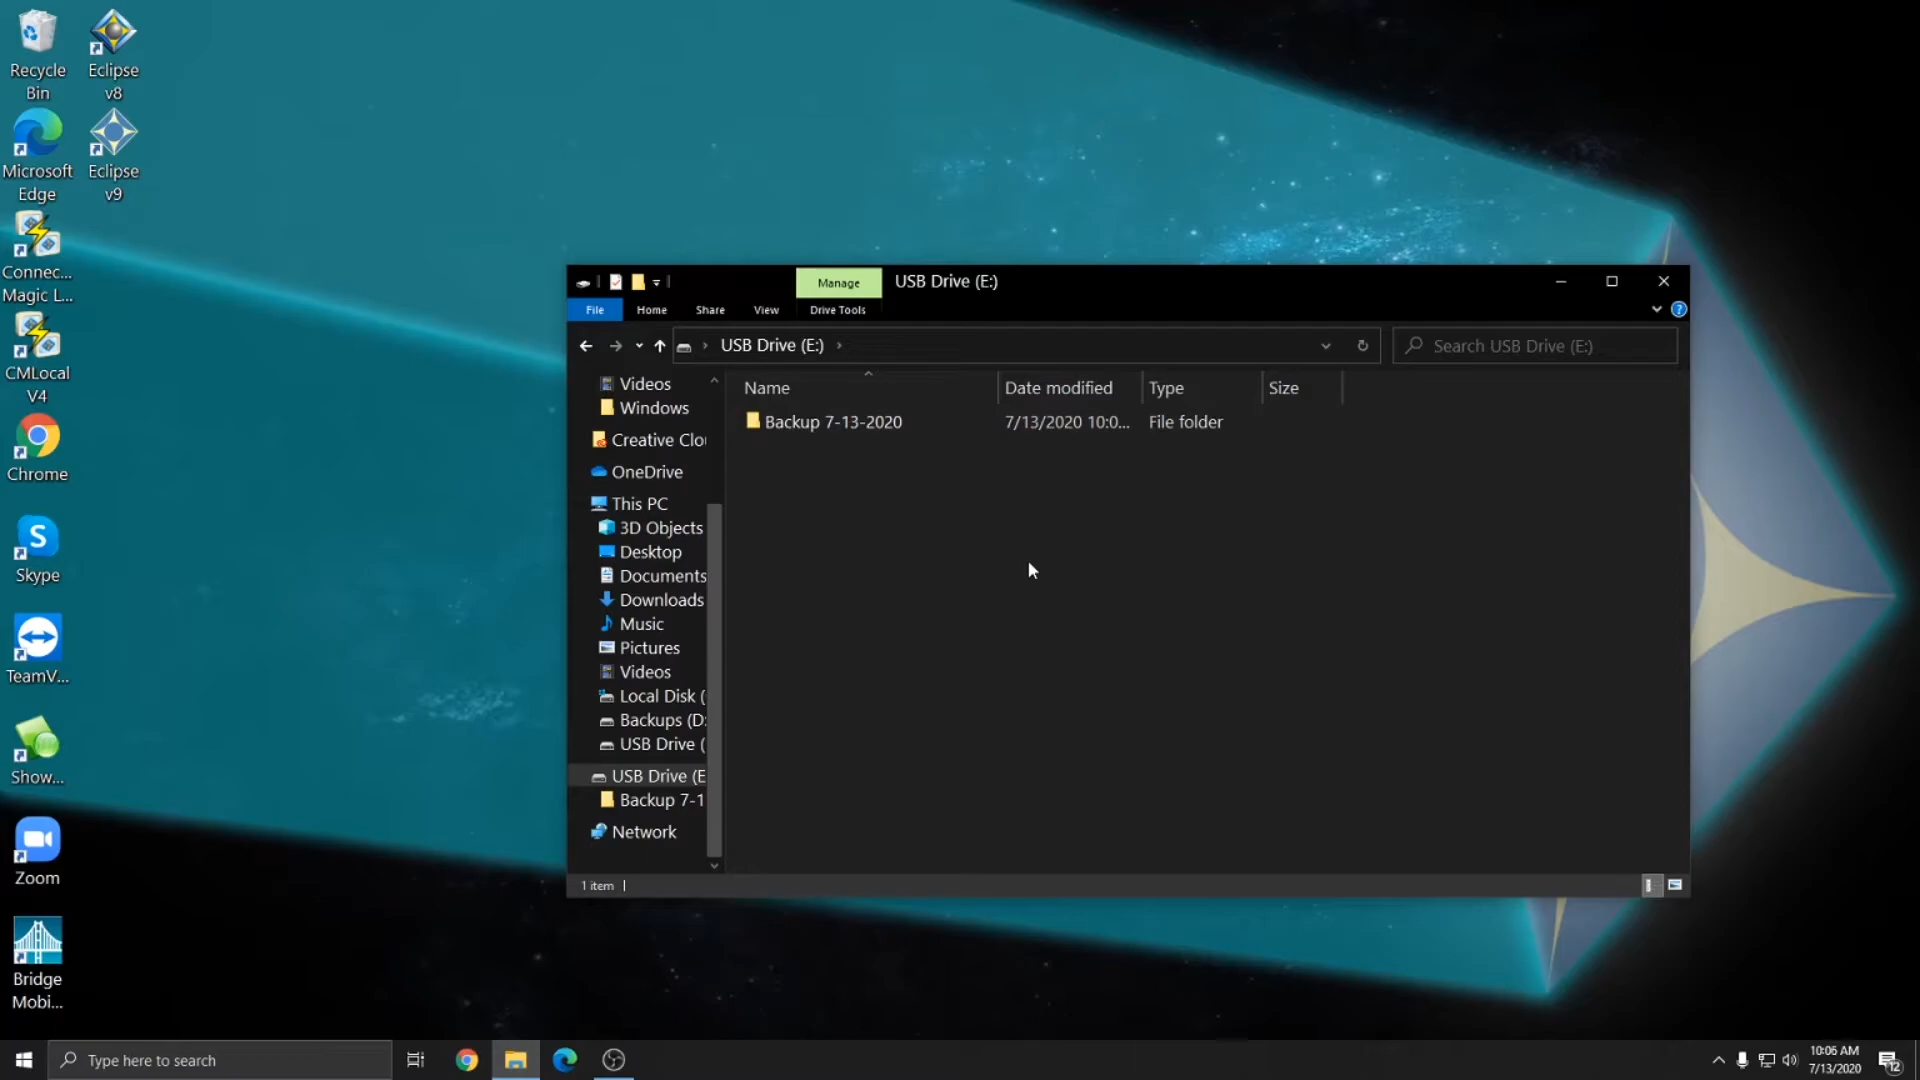 Recycle
Bin
Eclipse
v8
Microsoft
Edge
Eclipse
v9
Connec...
Magic L...
CMLocal
V4
Chrome
Skype
TeamV...
Show...
Zoom
Bridge
Mobi...
Manage
USB Drive (E:)
File
Home
Share
View
Drive Tools
?
USB Drive (E:)
Search USB Drive (E:)
Name
Date modified
Type
Size
Backup 7-13-2020
7/13/2020 10:0...
File folder
Videos
Windows
Creative Clo
OneDrive
This PC
3D Objects
Desktop
Documents
Downloads
Music
Pictures
Videos
Local Disk (
Backups (D:
USB Drive (
USB Drive (E
Backup 7-1
Network
1 item
Type here to search
10:06 AM
7/13/2020
12